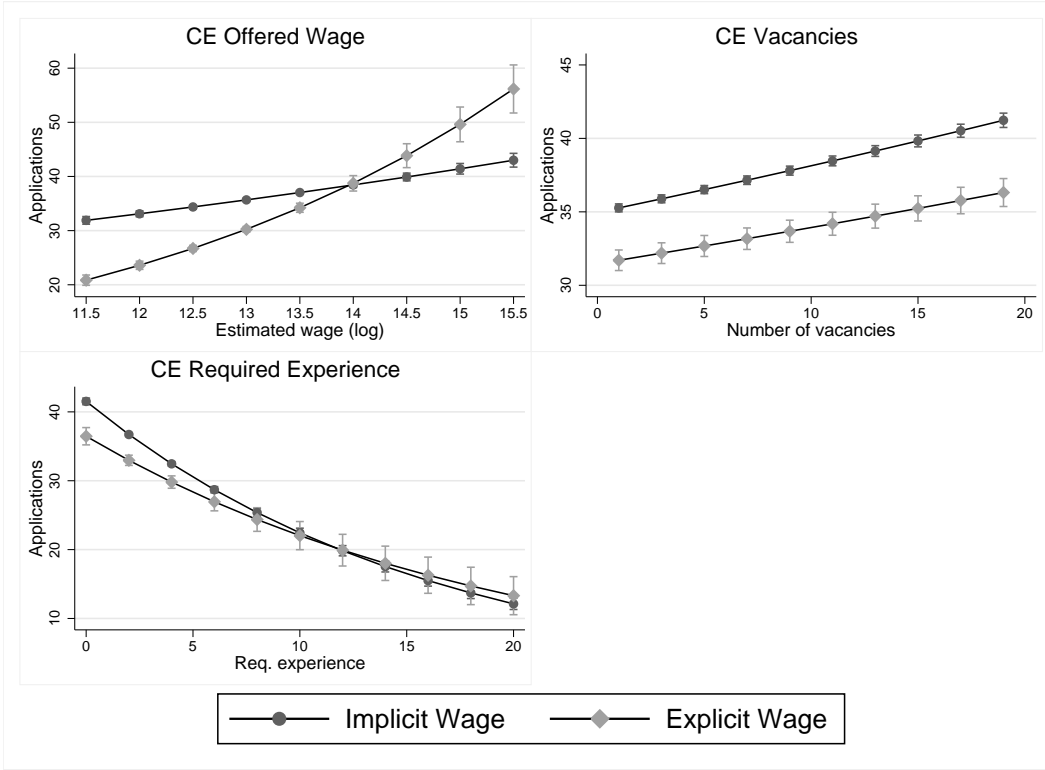 CE Offered Wage
Applications
60
50
40
30
20
11.5 12 12.5 13 13.5 14 14.5 15 15.5
Estimated wage (log)
CE Vacancies
Applications
45
40
35
30
0 5 10 15 20
Number of vacancies
CE Required Experience
Applications
40
30
20
10
0 5 10 15 20
Req. experience
Implicit Wage Explicit Wage